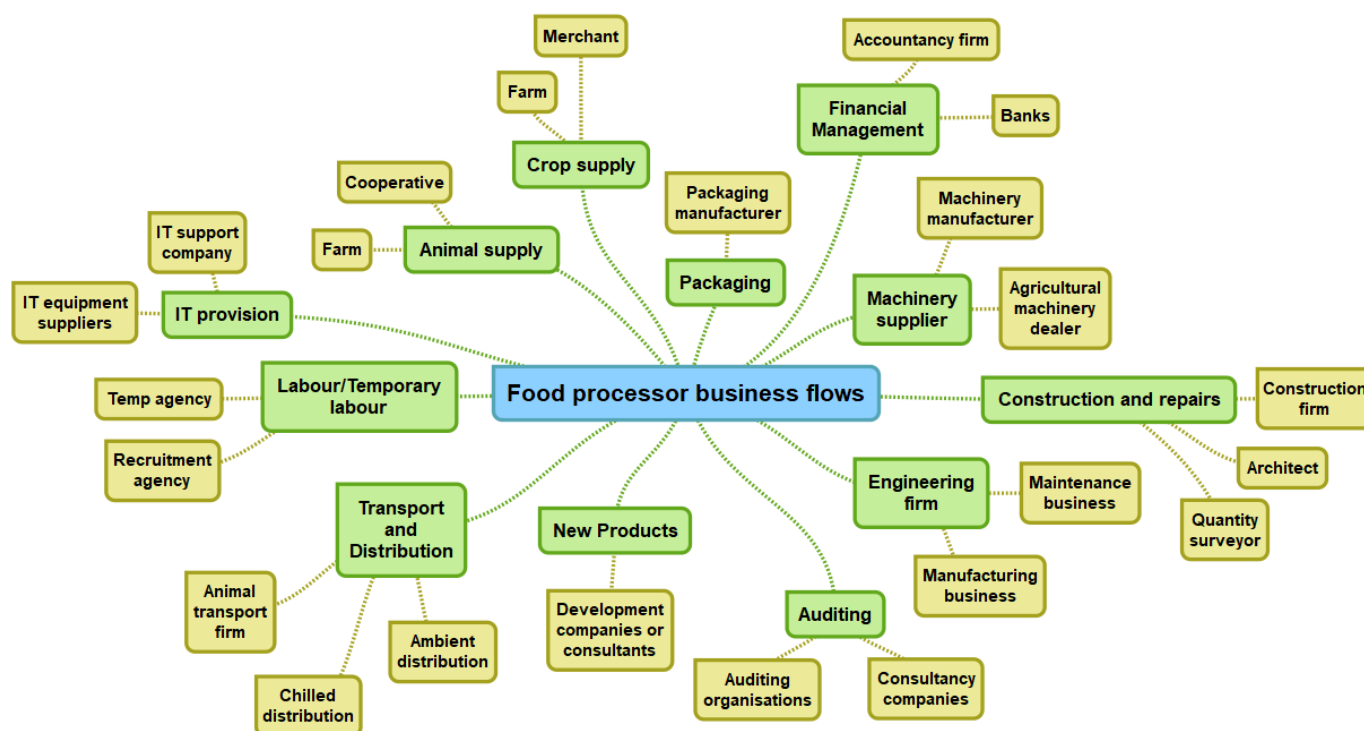 Merchant
Accountancy firm
Farm
Financial
Management
Banks
Crop supply
Cooperative
Packaging
manufacturer
Machinery
manufacturer
IT support
company
Farm
Animal supply
Packaging
Machinery
supplier
Agricultural
machinery
dealer
IT equipment
suppliers
IT provision
Labour/Temporary
labour
Food processor business flows
Construction and repairs
Construction
firm
Temp agency
Recruitment
agency
Engineering
firm
Maintenance
business
Architect
Transport
and
Distribution
New Products
Quantity
surveyor
Animal
transport
firm
Development
companies or
consultants
Auditing
Manufacturing
business
Ambient
distribution
Chilled
distribution
Auditing
organisations
Consultancy
companies